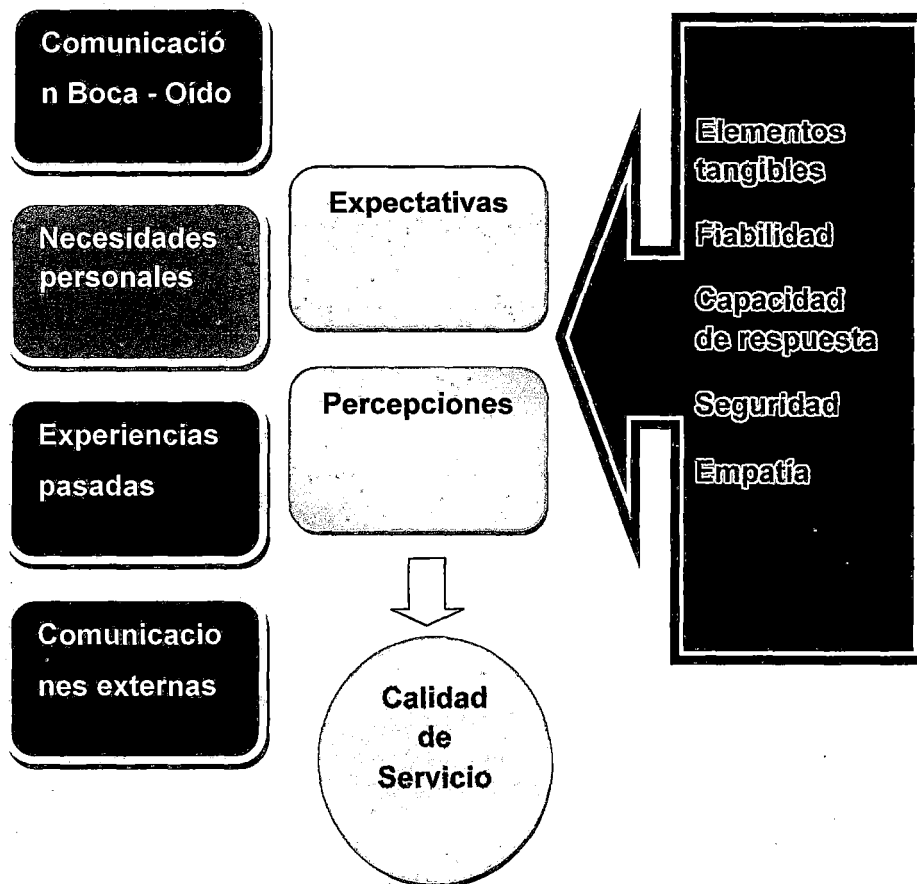 Comunicació
n Boca - Oído
Necesidades
personales
Experiencias
pasadas
Comunicacio
nes externas
Expectativas
Percepciones
Calidad
de
Servicio
Elementos
tangibles
Fiabilidad
Capacidad
de respuesta
Seguridad
Empatía